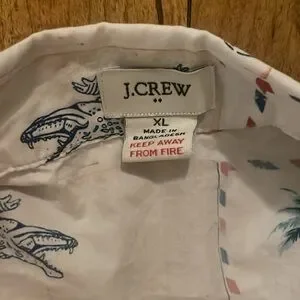 J.CREW
XL
MADE IN
BANGLADESH
KEEP AWAY
FROM FIRE